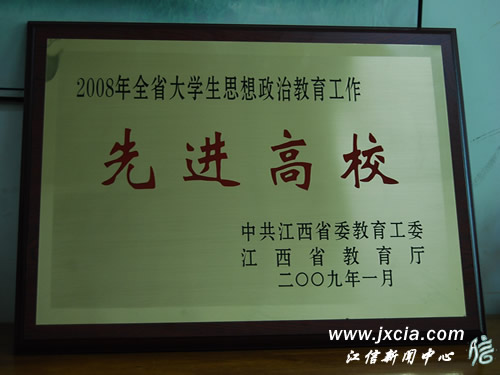 2008年全省大学生思想政治教育工作
先进高校
中共江西省委教育工委
江西省教育厅
二〇〇九年一月
www.jxcia.com
江信新闻中心
信